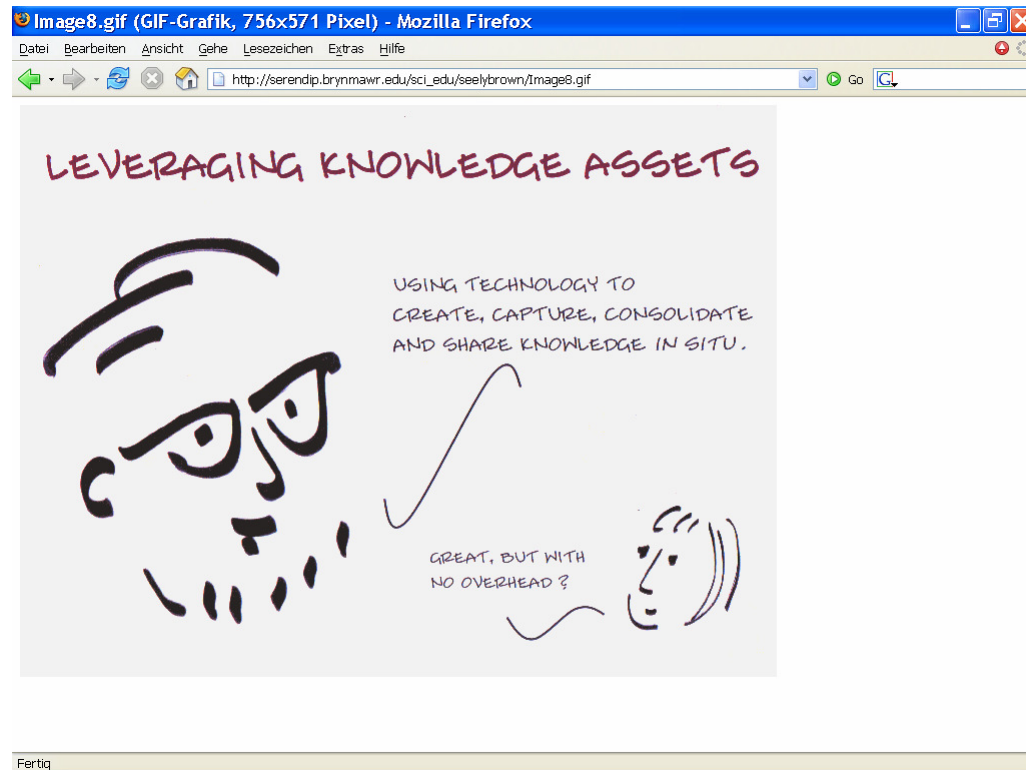 Image8.gif (GIF-Grafik, 756x571 Pixel) - Mozilla Firefox
Datei Bearbeiten Ansicht Gehe Lesezeichen Extras Hilfe
http://serendip.brynmawr.edu/sci_edu/seelybrown/Image8.gif Go G
LEVERAGING KNOWLEDGE ASSETS
USING TECHNOLOGY TO
CREATE, CAPTURE, CONSOLIDATE
AND SHARE KNOWLEDGE IN SITU.
GREAT, BUT WITH
NO OVERHEAD?
Fertig